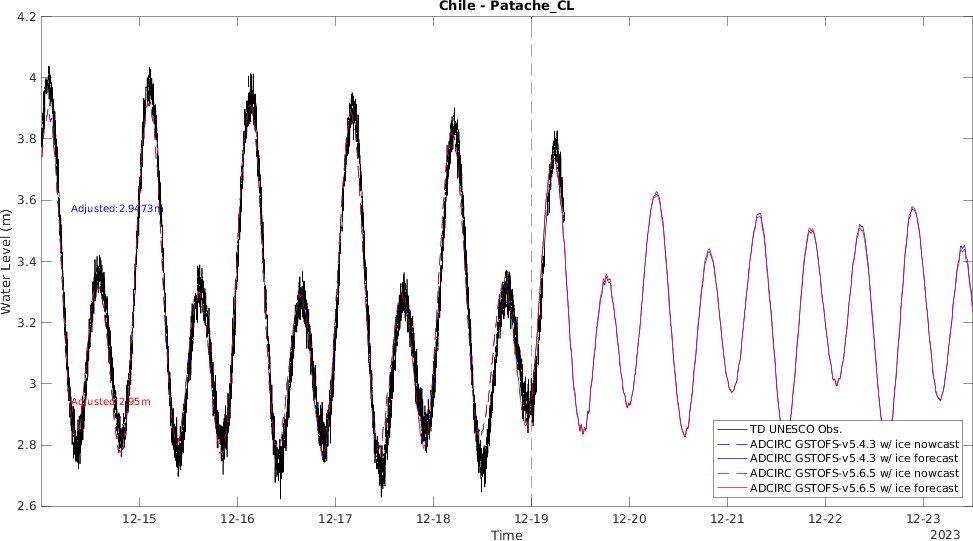 Chile - Patache_CL
4.2
4
3.8
3.6
3.4
3.2
3
2.8
2.6
Water Level (m)
Adjusted:2.9473m
Adjusted:2.95m
TD UNESCO Obs.
ADCIRC GSTOFS-v5.4.3 w/ ice nowcast
ADCIRC GSTOFS-v5.4.3 w/ ice forecast
ADCIRC GSTOFS-v5.6.5 w/ ice nowcast
ADCIRC GSTOFS-v5.6.5 w/ ice forecast
12-15 12-16 12-17 12-18 12-19 12-20 12-21 12-22 12-23
Time
2023